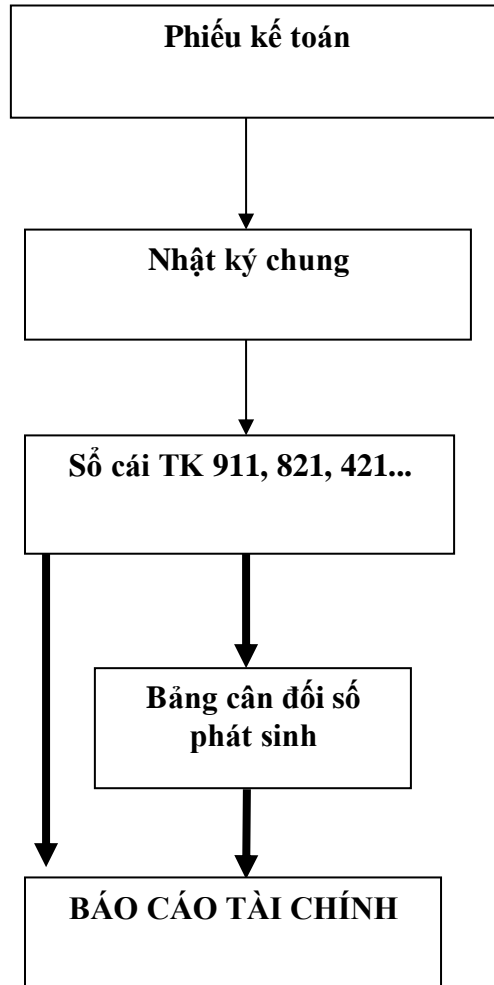 Phiếu kế toán
Nhật ký chung
Sổ cái TK 911, 821, 421...
Bảng cân đối số
phát sinh
BÁO CÁO TÀI CHÍNH